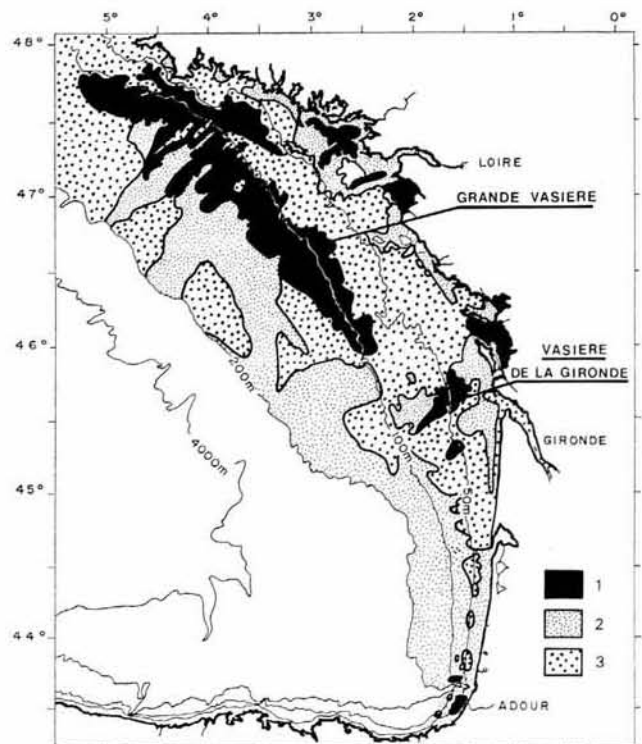 5° 4° 3° 2° 1° 0°
48°
LOIRE
47°
GRANDE VASIERE
46°
VASIERE
DE LA GIRONDE
200m
100m
4000m
GIRONDE
45°
50m
1
2
44°
3
ADOUR